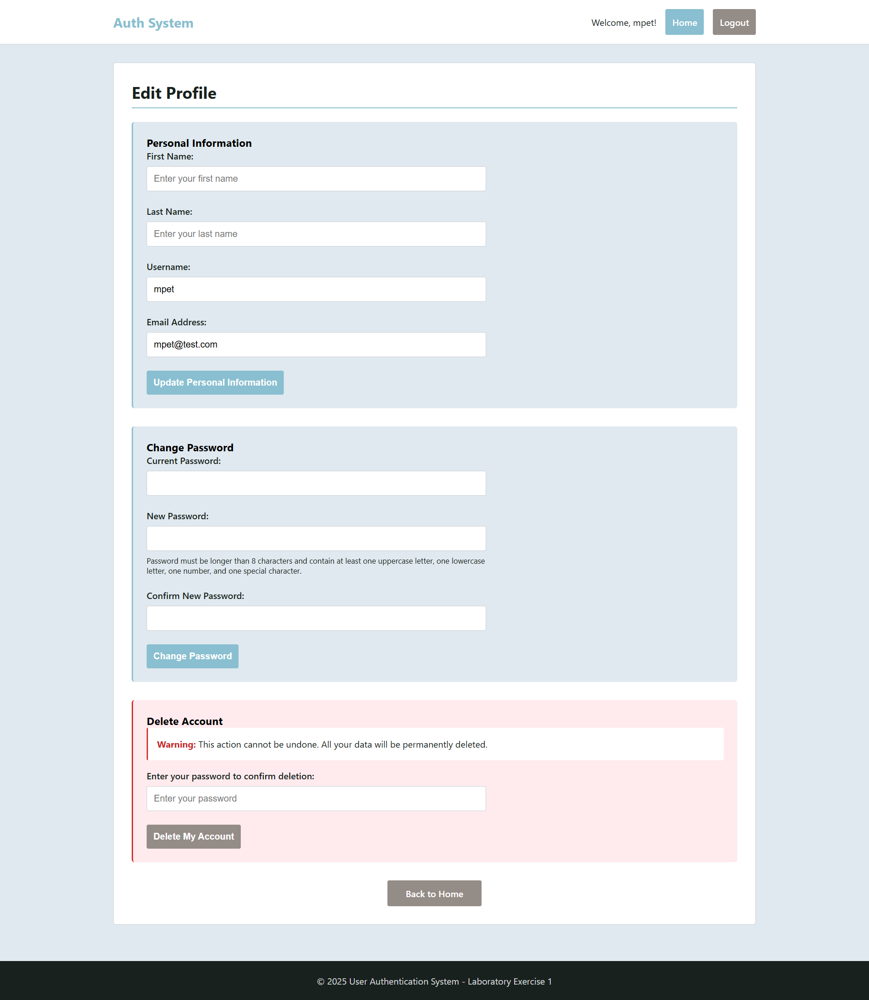 Auth System
Welcome, mpet!
Home
Logout
Edit Profile
Personal Information
First Name:
Enter your first name
Last Name:
Enter your last name
Username:
mpet
Email Address:
mpet@test.com
Update Personal Information
Change Password
Current Password:
New Password:
Password must be longer than 8 characters and contain at least one uppercase letter, one lowercase
letter, one number, and one special character.
Confirm New Password:
Change Password
Delete Account
Warning: This action cannot be undone. All your data will be permanently deleted.
Enter your password to confirm deletion:
Enter your password
Delete My Account
Back to Home
© 2025 User Authentication System - Laboratory Exercise 1